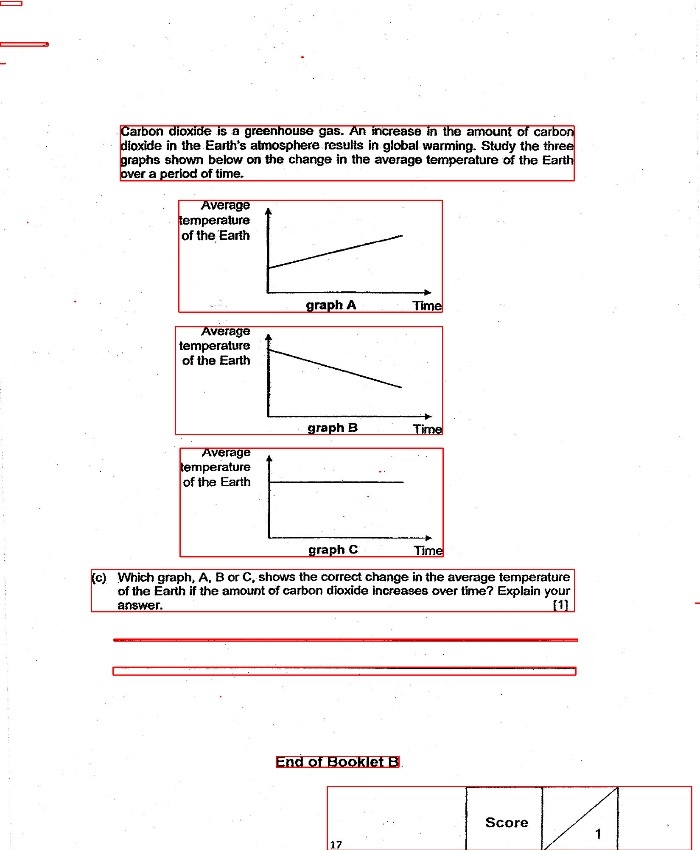 Carbon dioxide is a greenhouse gas. An increase in the amount of carbon
dioxide in the Earth's atmosphere results in global warming. Study the three
graphs shown below on the change in the average temperature of the Earth
over a period of time.
Average
temperature
of the Earth
graph A Time
Average
temperature
of the Earth
graph B Time
Average
temperature
of the Earth
graph C Time
(c) Which graph, A, B or C, shows the correct change in the average temperature
of the Earth if the amount of carbon dioxide increases over time? Explain your
answer. [1]
End of Booklet B
Score 1
17